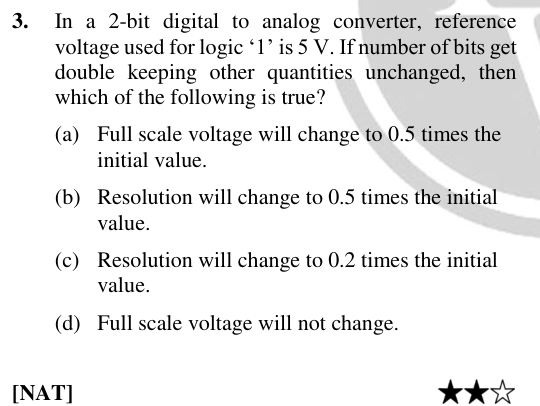 3. In a 2-bit digital to analog converter, reference
voltage used for logic ‘1’ is 5 V. If number of bits get
double keeping other quantities unchanged, then
which of the following is true?
(a) Full scale voltage will change to 0.5 times the
initial value.
(b) Resolution will change to 0.5 times the initial
value.
(c) Resolution will change to 0.2 times the initial
value.
(d) Full scale voltage will not change.
[NAT] ★★☆